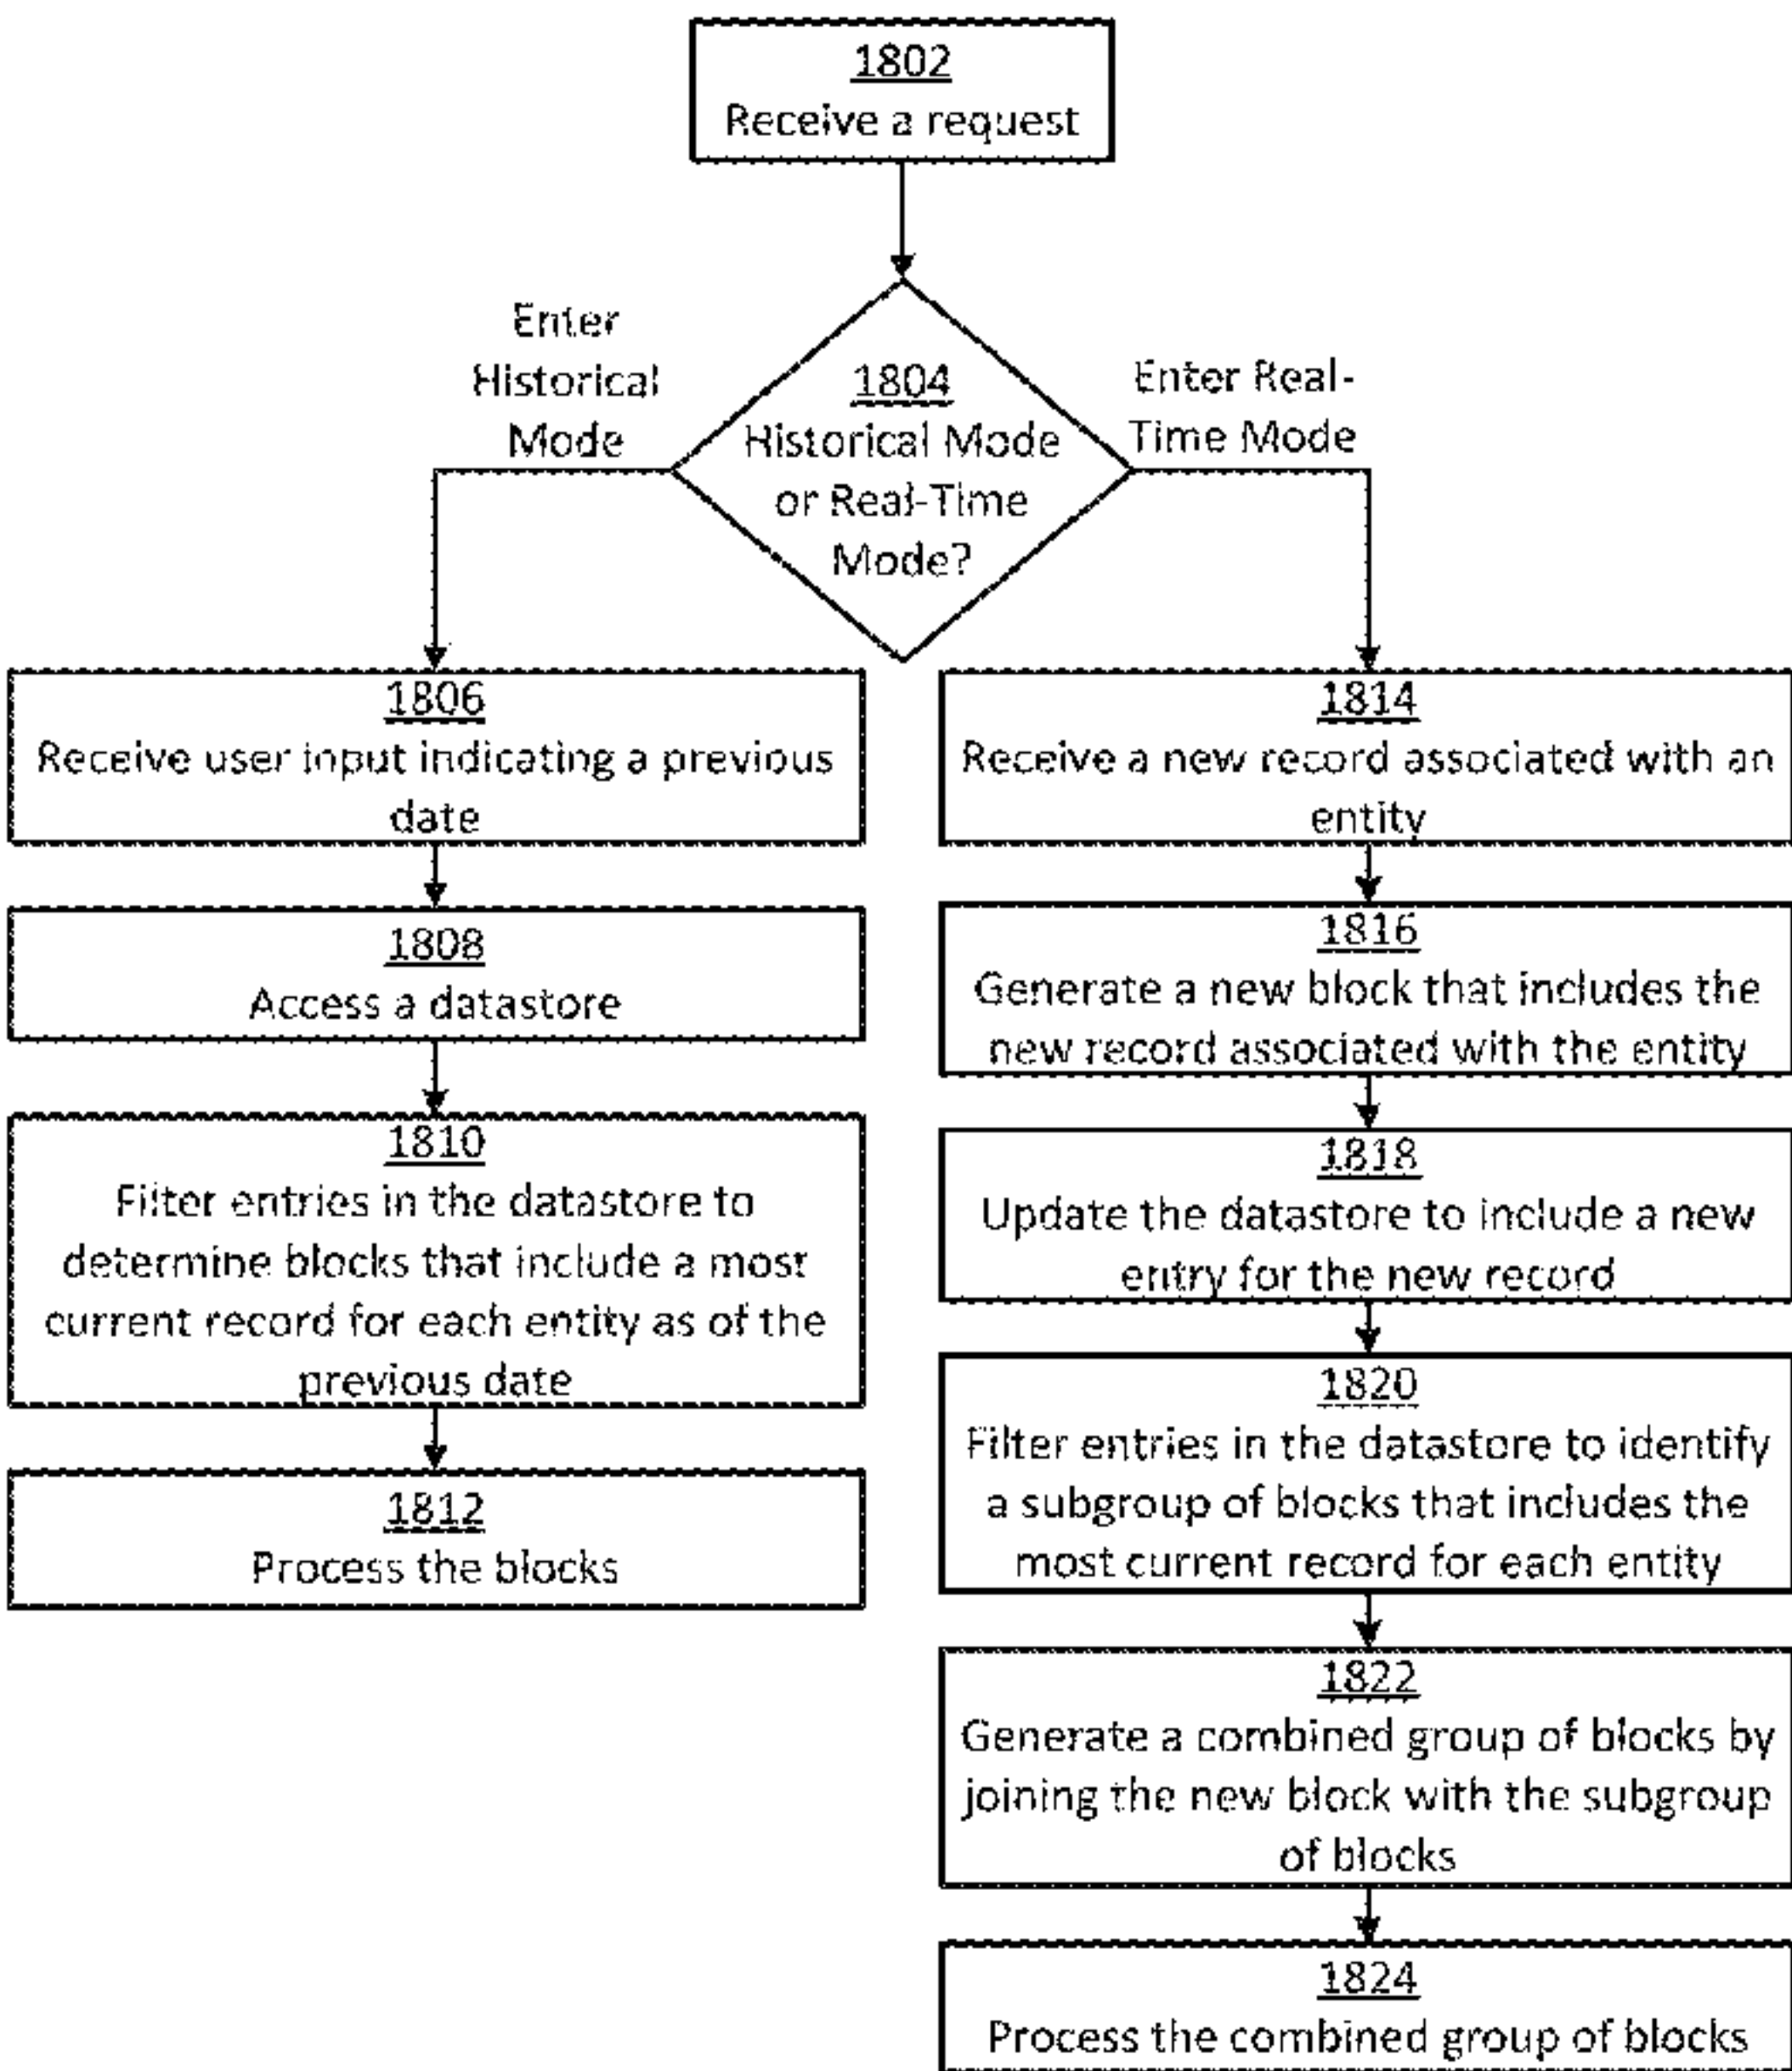 1802
Receive a request
Enter
Historical
Mode
1804
Historical Mode
or Real-Time
Mode?
Enter Real-
Time Mode
1806
Receive user input indicating a previous
date
1808
Access a datastore
1810
Filter entries in the datastore to
determine blocks that include a most
current record for each entity as of the
previous date
1812
Process the blocks
1814
Receive a new record associated with an
entity
1816
Generate a new block that includes the
new record associated with the entity
1818
Update the datastore to include a new
entry for the new record
1820
Filter entries in the datastore to identify
a subgroup of blocks that includes the
most current record for each entity
1822
Generate a combined group of blocks by
joining the new block with the subgroup
of blocks
1824
Process the combined group of blocks